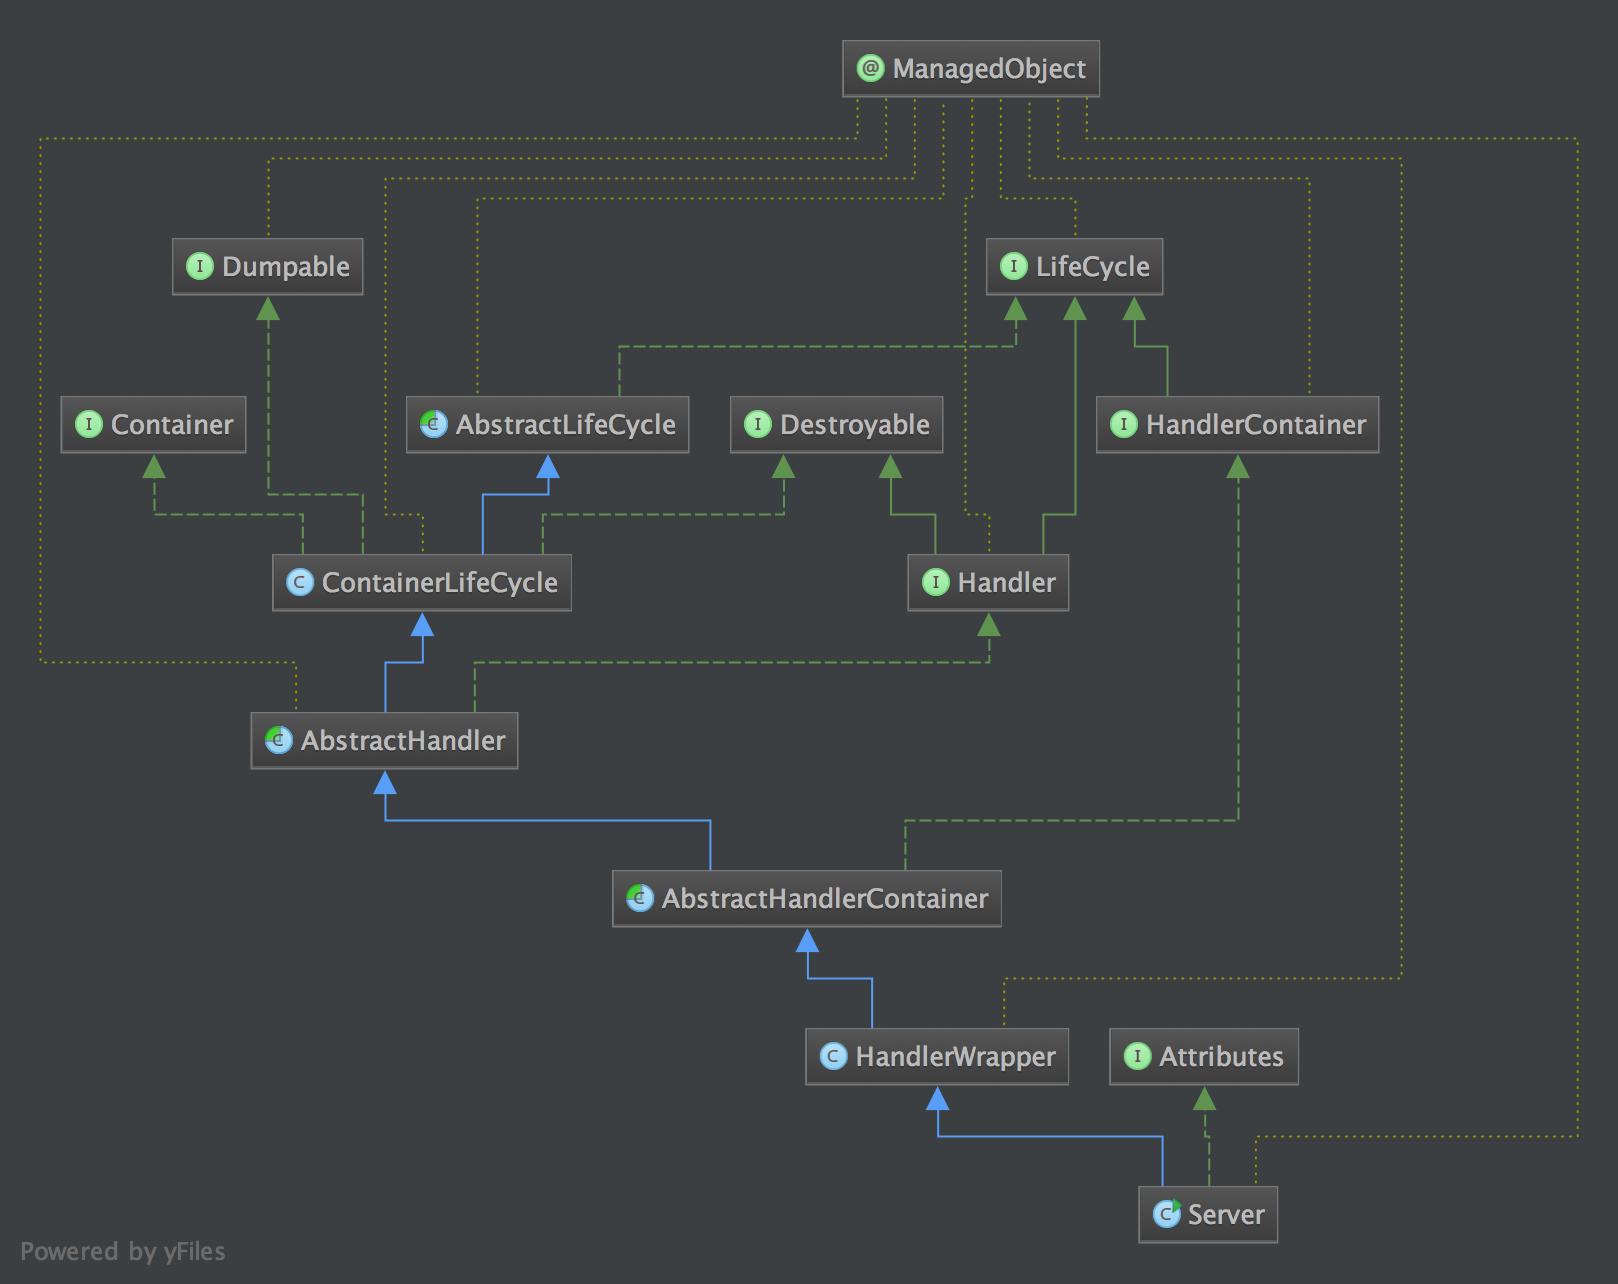 @ ManagedObject
I Dumpable
I LifeCycle
I Container
C AbstractLifeCycle
I Destroyable
I HandlerContainer
C ContainerLifeCycle
I Handler
C AbstractHandler
C AbstractHandlerContainer
C HandlerWrapper
I Attributes
C Server
Powered by yFiles